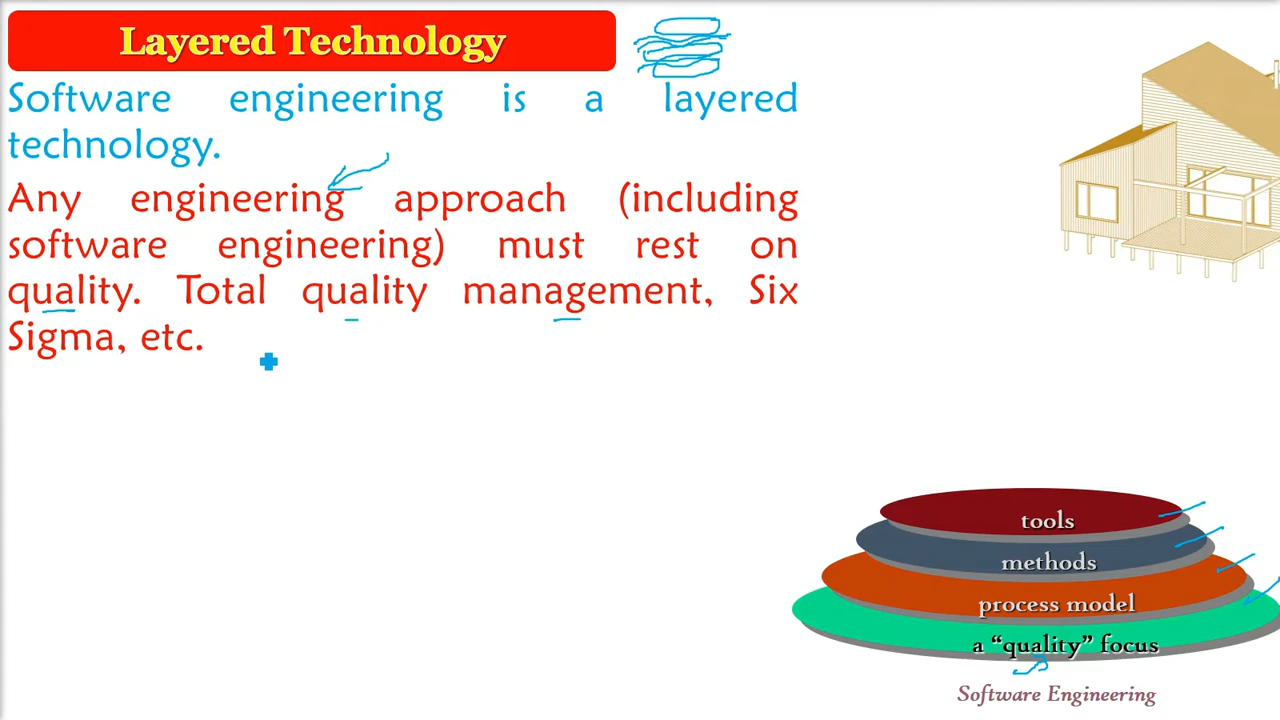 Layered Technology
Software engineering is a layered
technology.
Any engineering approach (including
software engineering) must rest on
quality. Total quality management, Six
Sigma, etc.
tools
methods
process model
a “quality” focus
Software Engineering